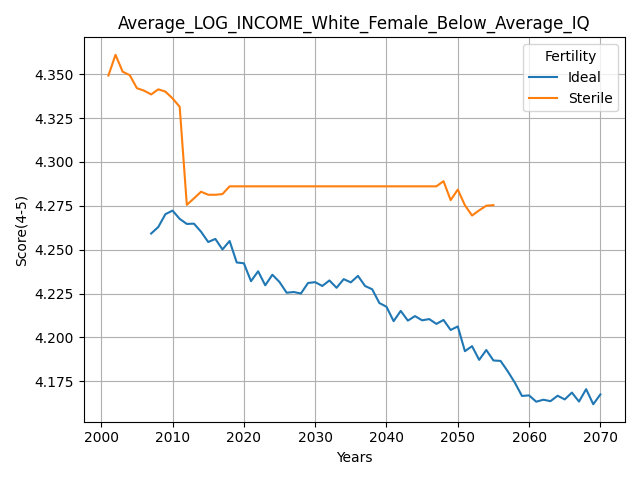 Average_LOG_INCOME_White_Female_Below_Average_IQ
Fertility
Ideal
Sterile
Score(4-5)
4.350
4.325
4.300
4.275
4.250
4.225
4.200
4.175
2000 2010 2020 2030 2040 2050 2060 2070
Years